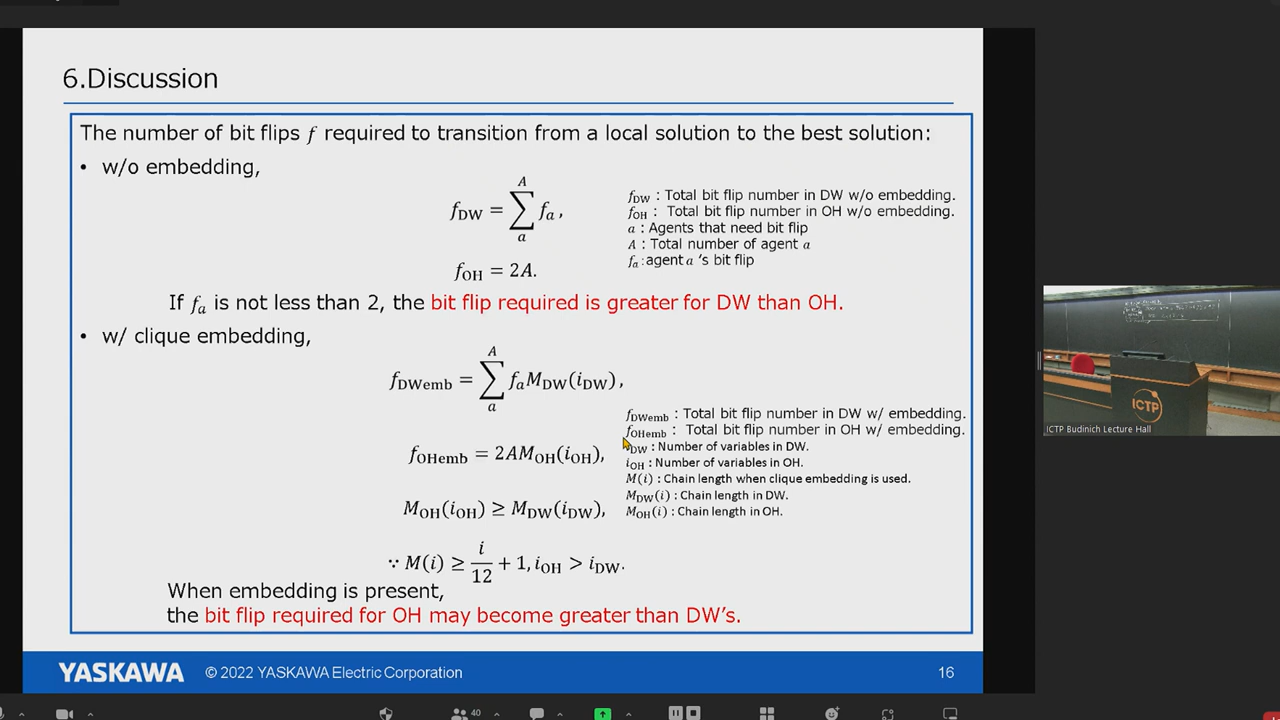 6.Discussion
The number of bit flips f required to transition from a local solution to the best solution:
• w/o embedding,
f_DW = ∑_a^A f_a ,
f_OH = 2A.
f_DW : Total bit flip number in DW w/o embedding.
f_OH : Total bit flip number in OH w/o embedding.
a : Agents that need bit flip
A : Total number of agent a
f_a : agent a 's bit flip
If f_a is not less than 2, the bit flip required is greater for DW than OH.
• w/ clique embedding,
f_DWemb = ∑_a^A f_a M_DW(i_DW) ,
f_OHemb = 2AM_OH(i_OH),
M_OH(i_OH) ≥ M_DW(i_DW),
∵ M(i) ≥ i/12 + 1, i_OH > i_DW.
f_DWemb : Total bit flip number in DW w/ embedding.
f_OHemb : Total bit flip number in OH w/ embedding.
DW : Number of variables in DW.
i_OH : Number of variables in OH.
M(i) : Chain length when clique embedding is used.
M_DW(i) : Chain length in DW.
M_OH(i) : Chain length in OH.
When embedding is present,
the bit flip required for OH may become greater than DW's.
YASKAWA © 2022 YASKAWA Electric Corporation 16
ICTP
ICTP Budinich Lecture Hall
40